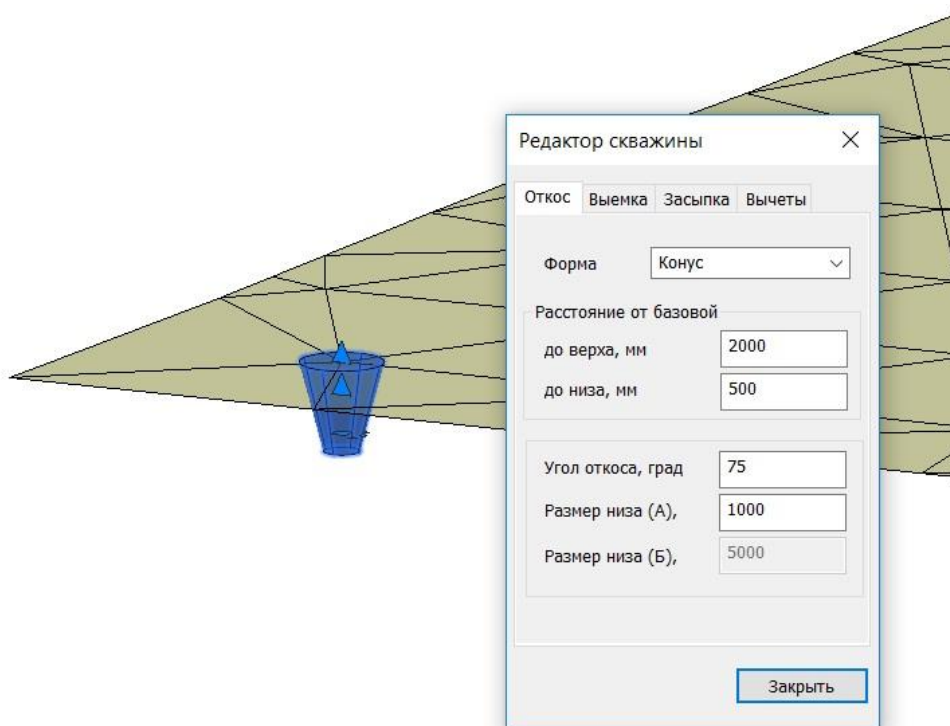 Редактор скважины
Откос Выемка Засыпка Вычеты
Форма Конус
Расстояние от базовой
до верха, мм 2000
до низа, мм 500
Угол откоса, град 75
Размер низа (А), 1000
Размер низа (Б), 5000
Закрыть